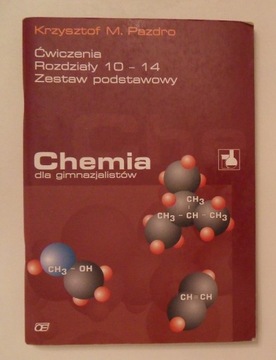 Krzysztof M. Pazdro
Ćwiczenia
Rozdziały 10 - 14
Zestaw podstawowy
Chemia
dla gimnazjalistów
CH₃
CH₃ - CH - CH₃
CH₃ - OH
CH = CH
OE